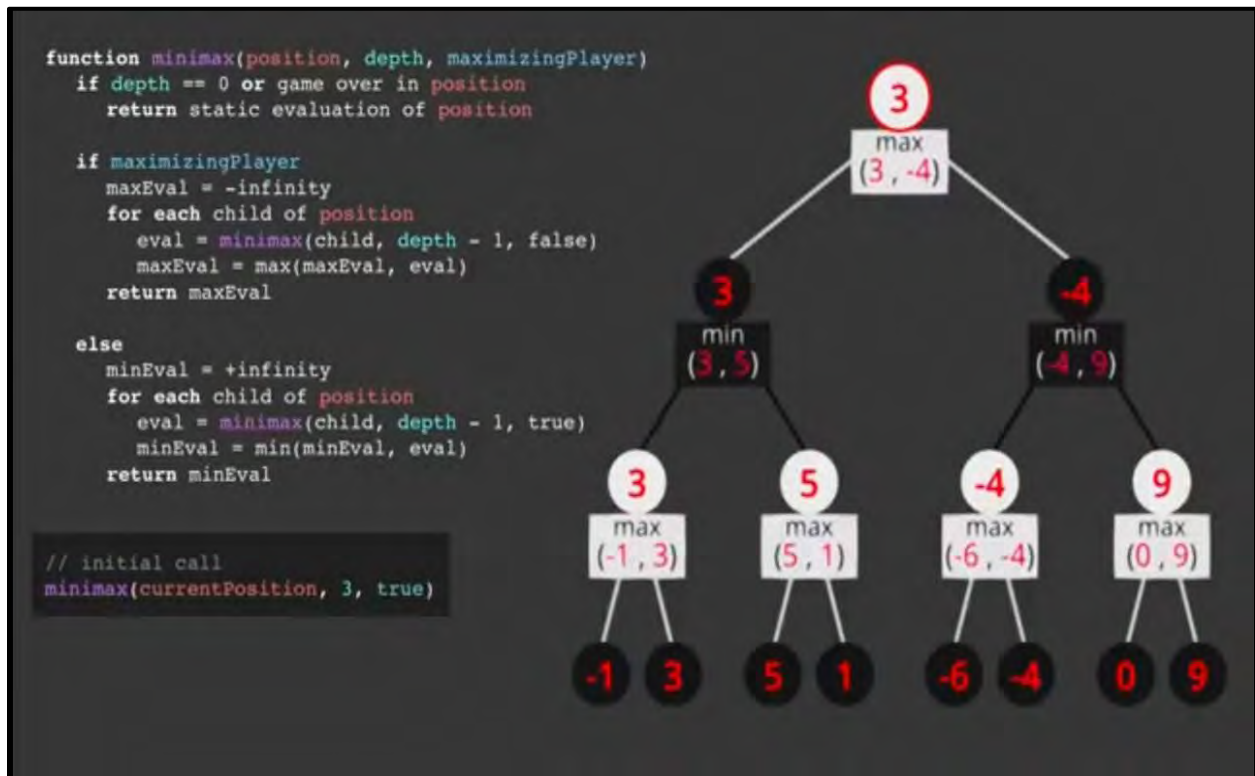 function minimax(position, depth, maximizingPlayer)
if depth == 0 or game over in position
return static evaluation of position
if maximizingPlayer
maxEval = -infinity
for each child of position
eval = minimax(child, depth - 1, false)
maxEval = max(maxEval, eval)
return maxEval
else
minEval = +infinity
for each child of position
eval = minimax(child, depth - 1, true)
minEval = min(minEval, eval)
return minEval
// initial call
minimax(currentPosition, 3, true)
3
max
(3 , -4)
3
min
(3 , 5)
-4
min
(-4 , 9)
3
max
(-1 , 3)
5
max
(5 , 1)
-4
max
(-6 , -4)
9
max
(0 , 9)
-1 3 5 1 -6 -4 0 9